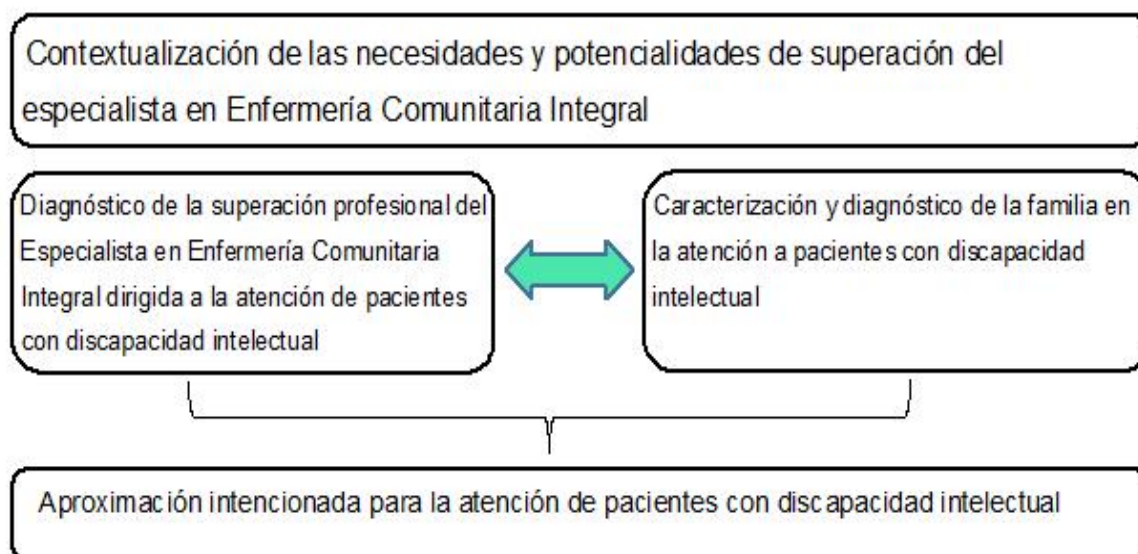 Contextualización de las necesidades y potencialidades de superación del
especialista en Enfermería Comunitaria Integral
Diagnóstico de la superación profesional del
Especialista en Enfermería Comunitaria
Integral dirigida a la atención de pacientes
con discapacidad intelectual
Caracterización y diagnóstico de la familia en
la atención a pacientes con discapacidad
intelectual
Aproximación intencionada para la atención de pacientes con discapacidad intelectual